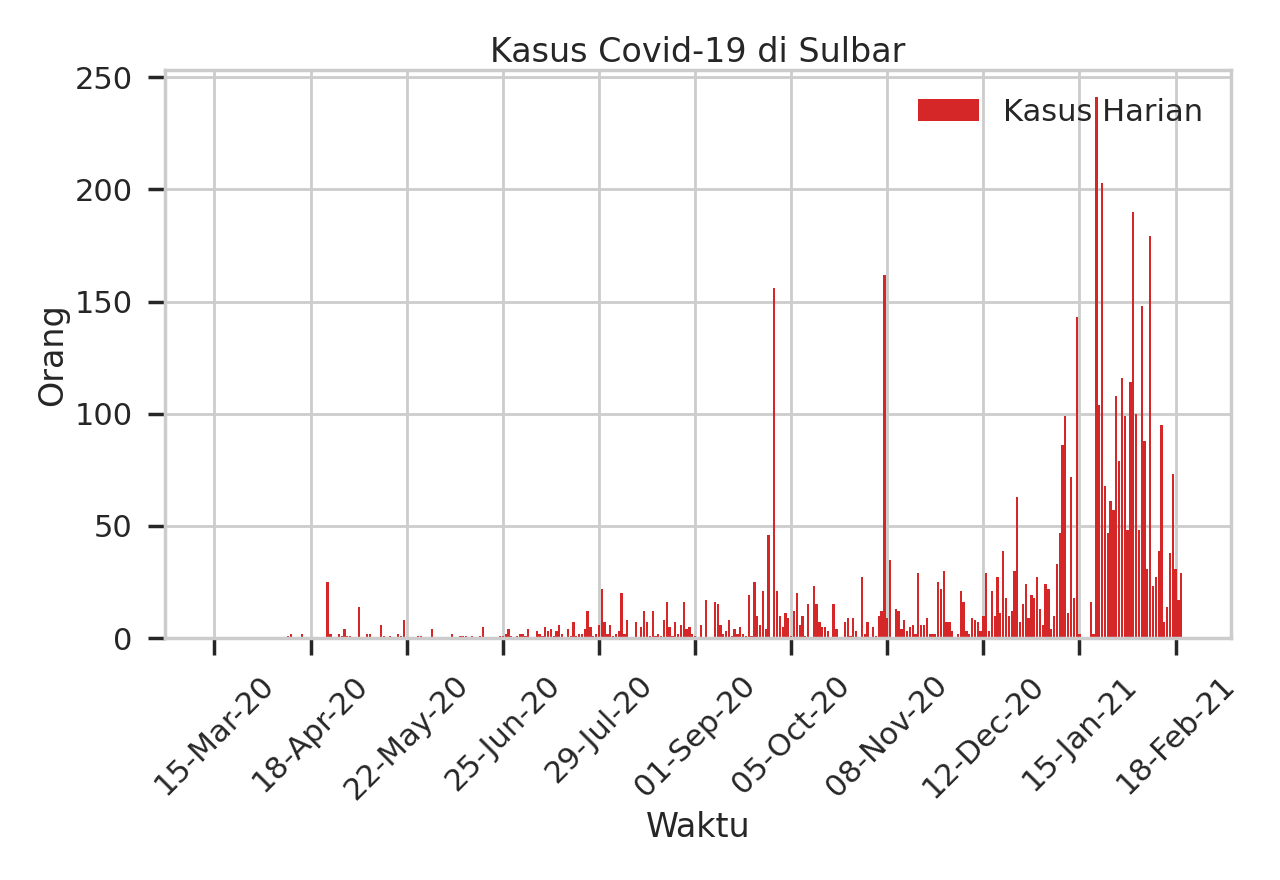 Kasus Covid-19 di Sulbar
Kasus Harian
Orang
250
200
150
100
50
0
15-Mar-20
18-Apr-20
22-May-20
25-Jun-20
29-Jul-20
01-Sep-20
05-Oct-20
08-Nov-20
12-Dec-20
15-Jan-21
18-Feb-21
Waktu